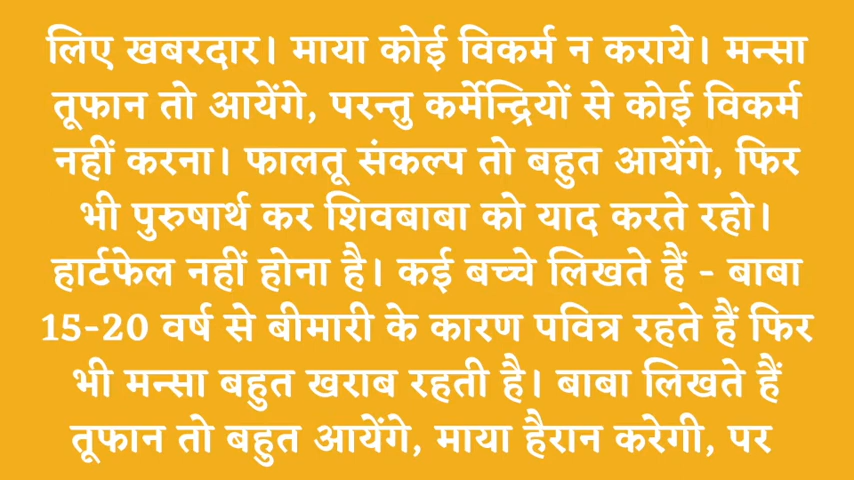 लिए खबरदार। माया कोई विकर्म न कराये। मन्सा
तूफान तो आयेंगे, परन्तु कर्मेन्द्रियों से कोई विकर्म
नहीं करना। फालतू संकल्प तो बहुत आयेंगे, फिर
भी पुरुषार्थ कर शिवबाबा को याद करते रहो।
हार्टफेल नहीं होना है। कई बच्चे लिखते हैं - बाबा
15-20 वर्ष से बीमारी के कारण पवित्र रहते हैं फिर
भी मन्सा बहुत खराब रहती है। बाबा लिखते हैं
तूफान तो बहुत आयेंगे, माया हैरान करेगी, पर